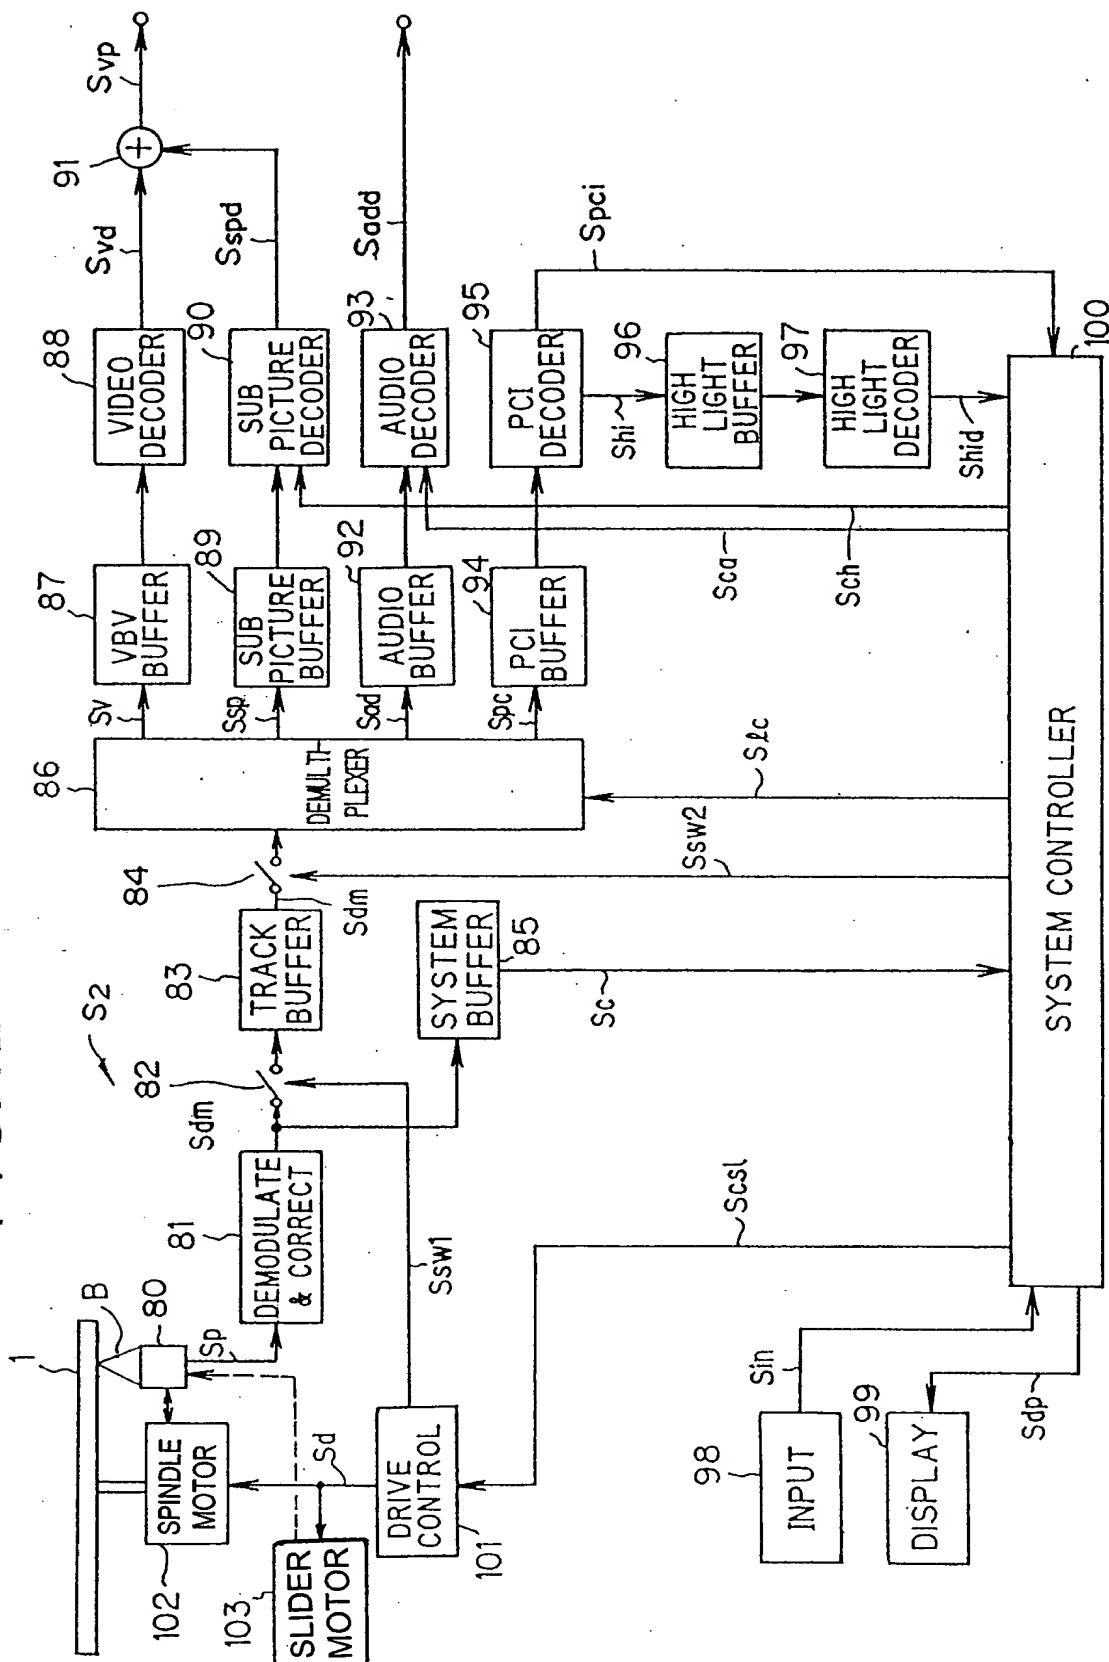 S2
1
B
80
Sp
SPINDLE
MOTOR
102
SLIDER
MOTOR
103
Sd
DRIVE
CONTROL
101
DEMODULATE
& CORRECT
81
Sdm
82
Ssw1
TRACK
BUFFER
83
84
Sdm
SYSTEM
BUFFER
85
Sc
Ssw2
DEMULTI-
PLEXER
86
Slc
Sv
Ssp
Sad
Spc
VBV
BUFFER
87
SUB
PICTURE
BUFFER
89
AUDIO
BUFFER
92
PCI
BUFFER
94
VIDEO
DECODER
88
SUB
PICTURE
DECODER
90
AUDIO
DECODER
93
PCI
DECODER
95
Svd
Sspd
91
Svp
Sadd
Spci
Shi
HIGH
LIGHT
BUFFER
96
HIGH
LIGHT
DECODER
97
Shid
Sca
Sch
Scsl
INPUT
98
Sin
DISPLAY
99
Sdp
SYSTEM CONTROLLER
100